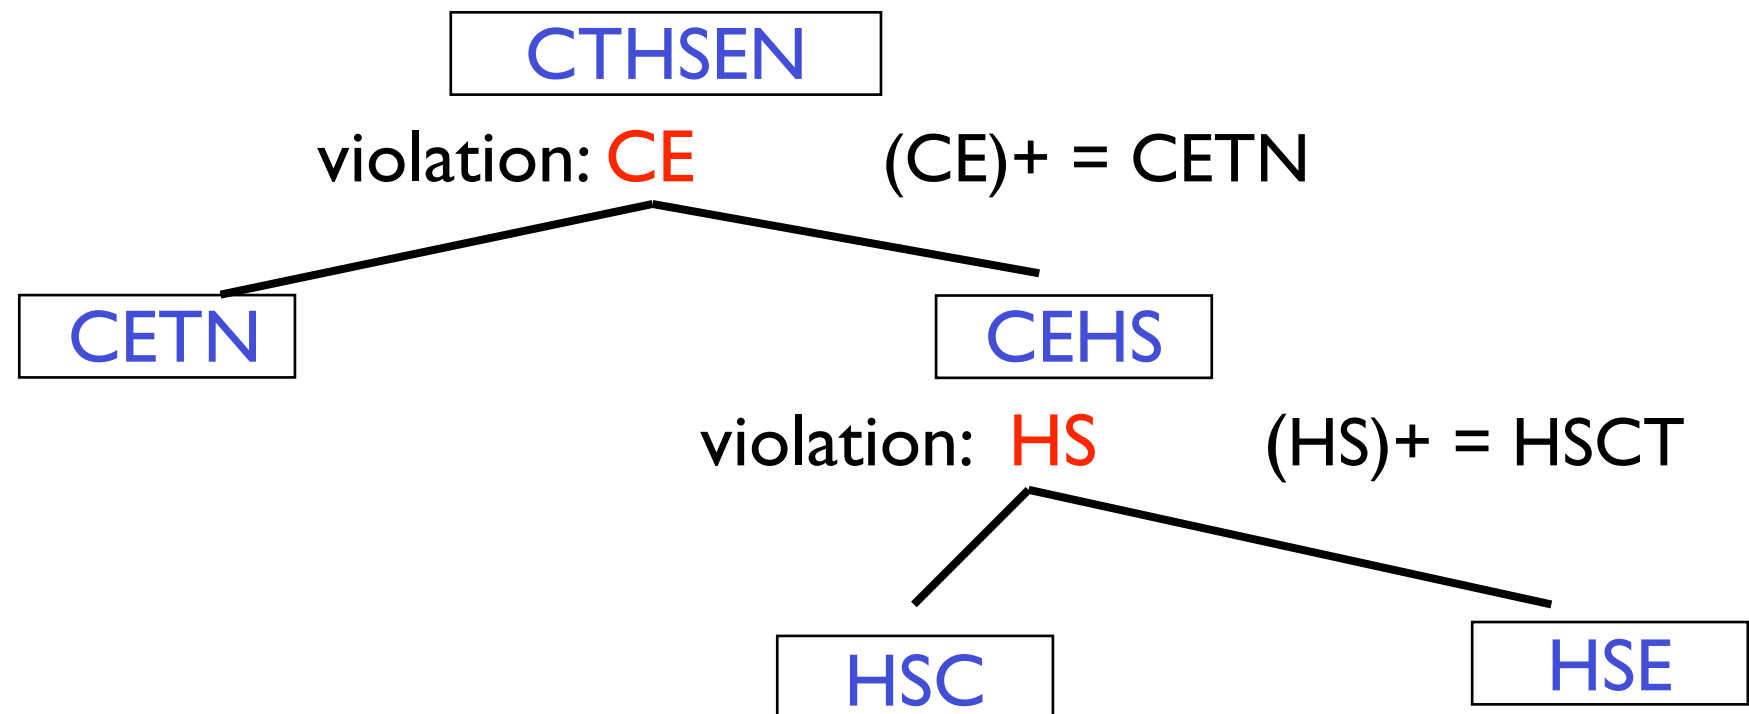 CTHSEN
violation: CE (CE)+ = CETN
CETN CEHS
violation: HS (HS)+ = HSCT
HSC HSE